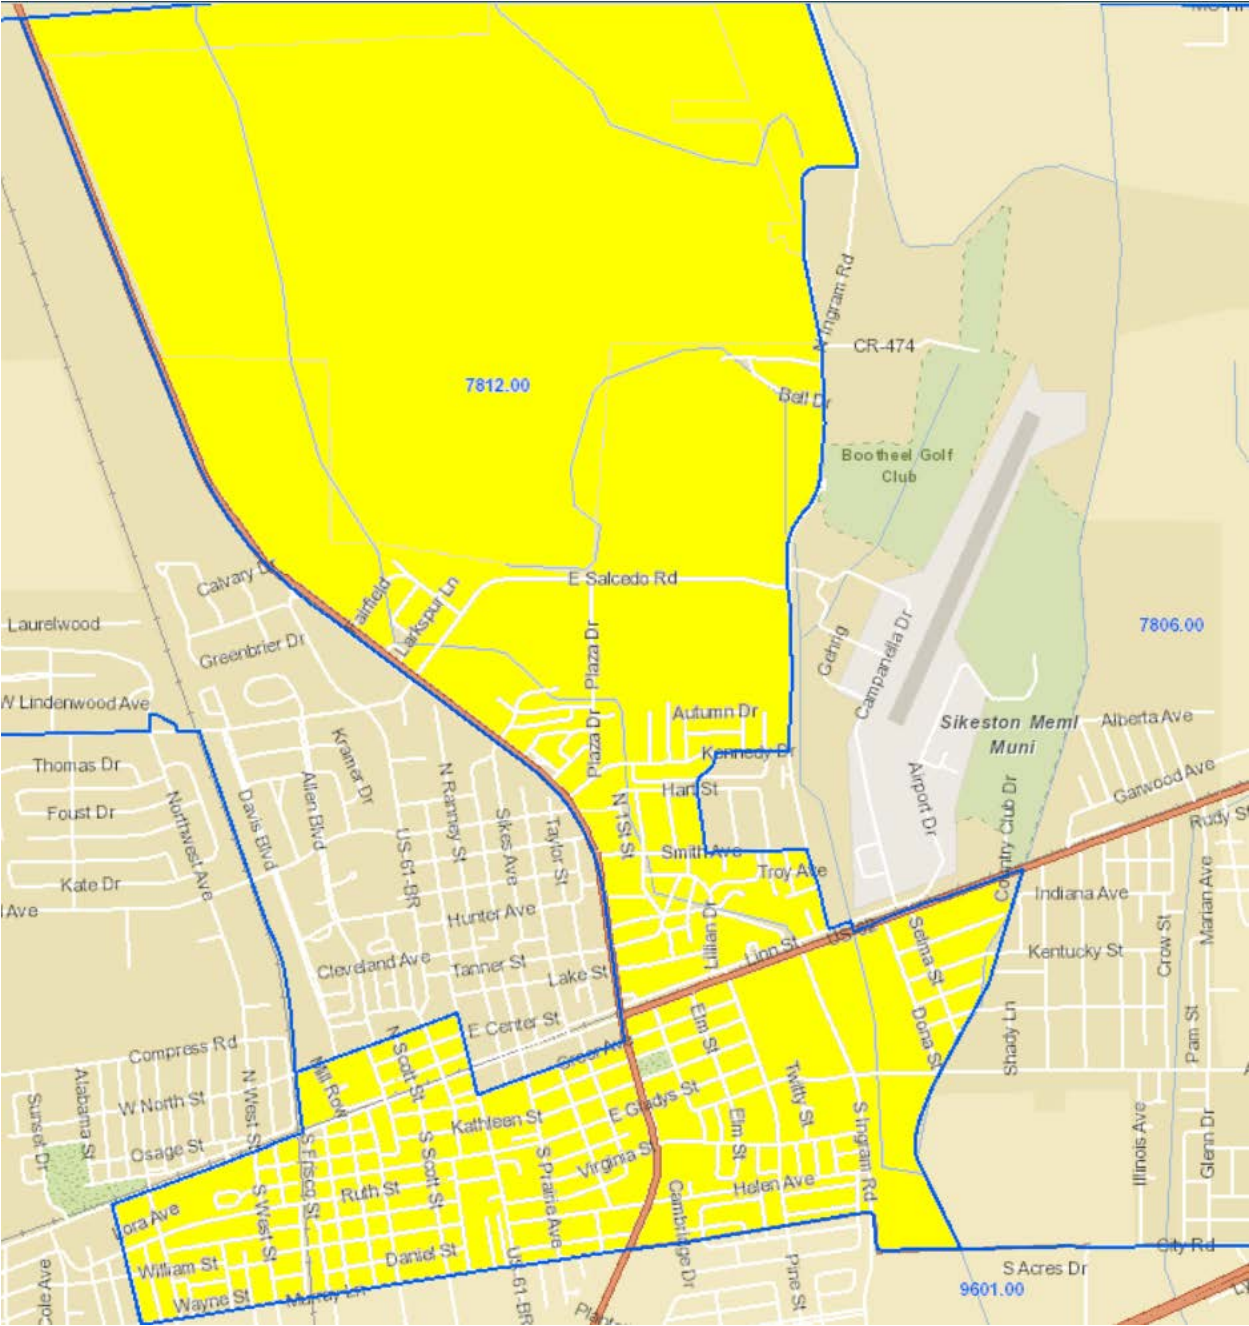 N Ingram Rd
CR-474
7812.00
Bell Dr
Bootheel Golf
Club
Calvary Dr
E Salcedo Rd
Fairfield
Larkspur Ln
Laurelwood
Greenbrier Dr
Plaza Dr
Gehrig
Campanella Dr
7806.00
W Lindenwood Ave
Autumn Dr
Sikeston Meml
Muni
Alberta Ave
Plaza Dr
Kennedy Dr
Thomas Dr
Kramer Dr
Allen Blvd
N Ranney St
Hart St
Airport Dr
Country Club Dr
Garwood Ave
Foust Dr
Northwest Ave
Davis Blvd
US-61-BR
Sikes Ave
Taylor St
N 1St St
Rudy St
Smith Ave
Troy Ave
Kate Dr
Indiana Ave
Marian Ave
Ave
Hunter Ave
Lillian Dr
Linn St
Selma St
Crow St
Kentucky St
Cleveland Ave
Tanner St
Lake St
Elm St
Dona St
Shady Ln
Pam St
Compress Rd
N Scott St
E Center St
Greer Ave
Alabama St
N West St
Mill Row
Twitty St
Sunset Dr
W North St
Kathleen St
E Gladys St
Elm St
S Ingram Rd
Illinois Ave
Glenn Dr
Osage St
S Frisco St
S Scott St
S Prairie Ave
Virginia St
Ruth St
Helen Ave
Cambridge Dr
Lora Ave
S West St
William St
Daniel St
US-61-BR
City Rd
Cole Ave
Wayne St
Murray Ln
Pine St
S Acres Dr
9601.00